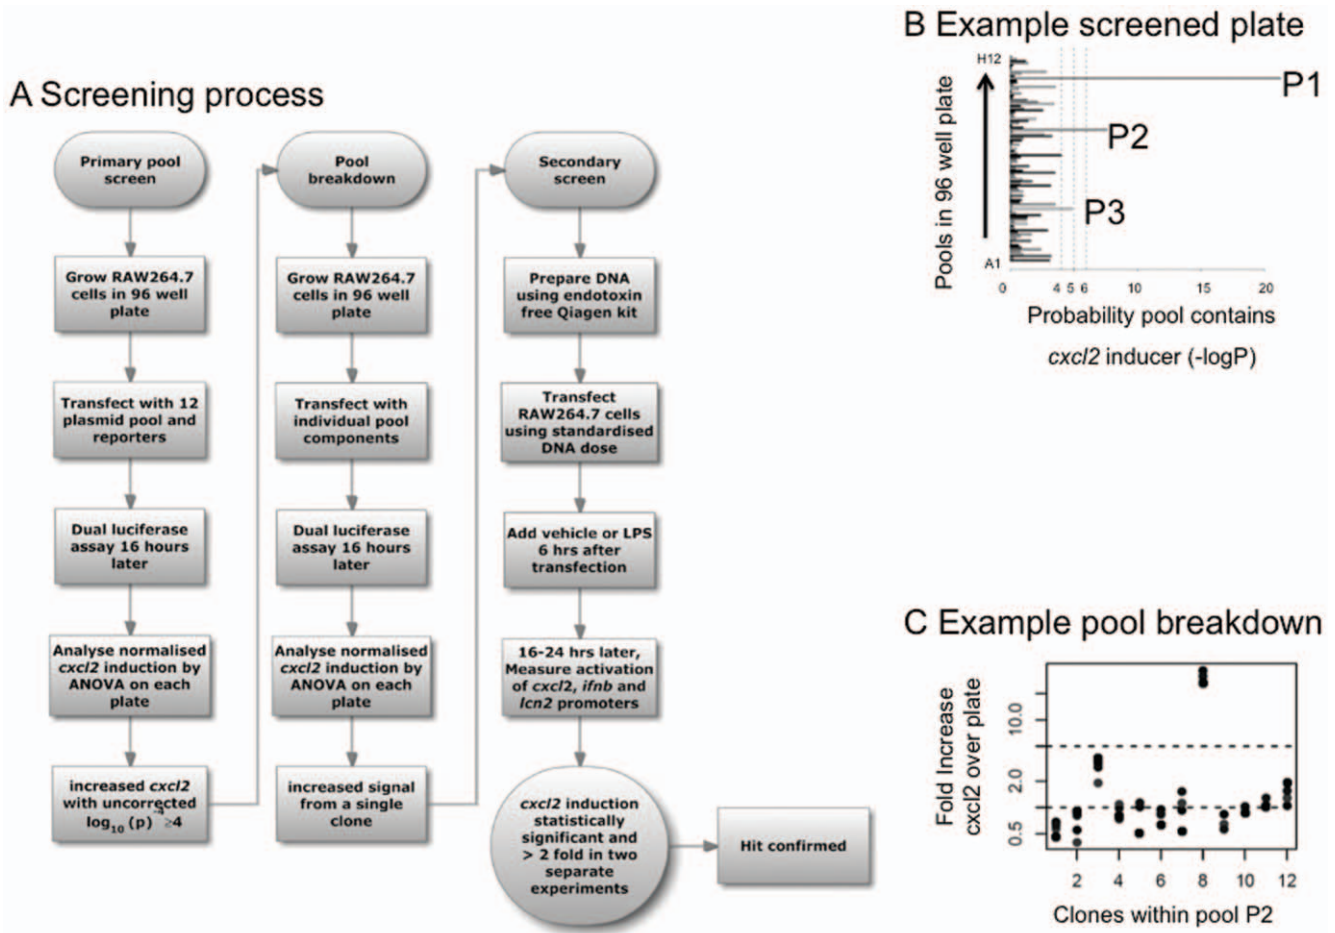 A Screening process
Primary pool
screen
Grow RAW264.7
cells in 96 well
plate
Transfect with 12
plasmid pool and
reporters
Dual luciferase
assay 16 hours
later
Analyse normalised
cxcl2 induction by
ANOVA on each
plate
increased cxcl2
with uncorrected
log10 (p)-4 ≥4
Pool
breakdown
Grow RAW264.7
cells in 96 well
plate
Transfect with
individual pool
components
Dual luciferase
assay 16 hours
later
Analyse normalised
cxcl2 induction by
ANOVA on each
plate
increased signal
from a single
clone
Secondary
screen
Prepare DNA
using endotoxin
free Qiagen kit
Transfect
RAW264.7 cells
using standardised
DNA dose
Add vehicle or LPS
6 hrs after
transfection
16-24 hrs later,
Measure activation
of cxcl2, ifnb and
lcn2 promoters
cxcl2 induction
statistically
significant and
> 2 fold in two
separate
experiments
Hit confirmed
B Example screened plate
Pools in 96 well plate
H12
A1
P1
P2
P3
0 4 5 6 10 15 20
Probability pool contains
cxcl2 inducer (-logP)
C Example pool breakdown
Fold Increase
cxcl2 over plate
10.0
2.0
0.5
2 4 6 8 10 12
Clones within pool P2